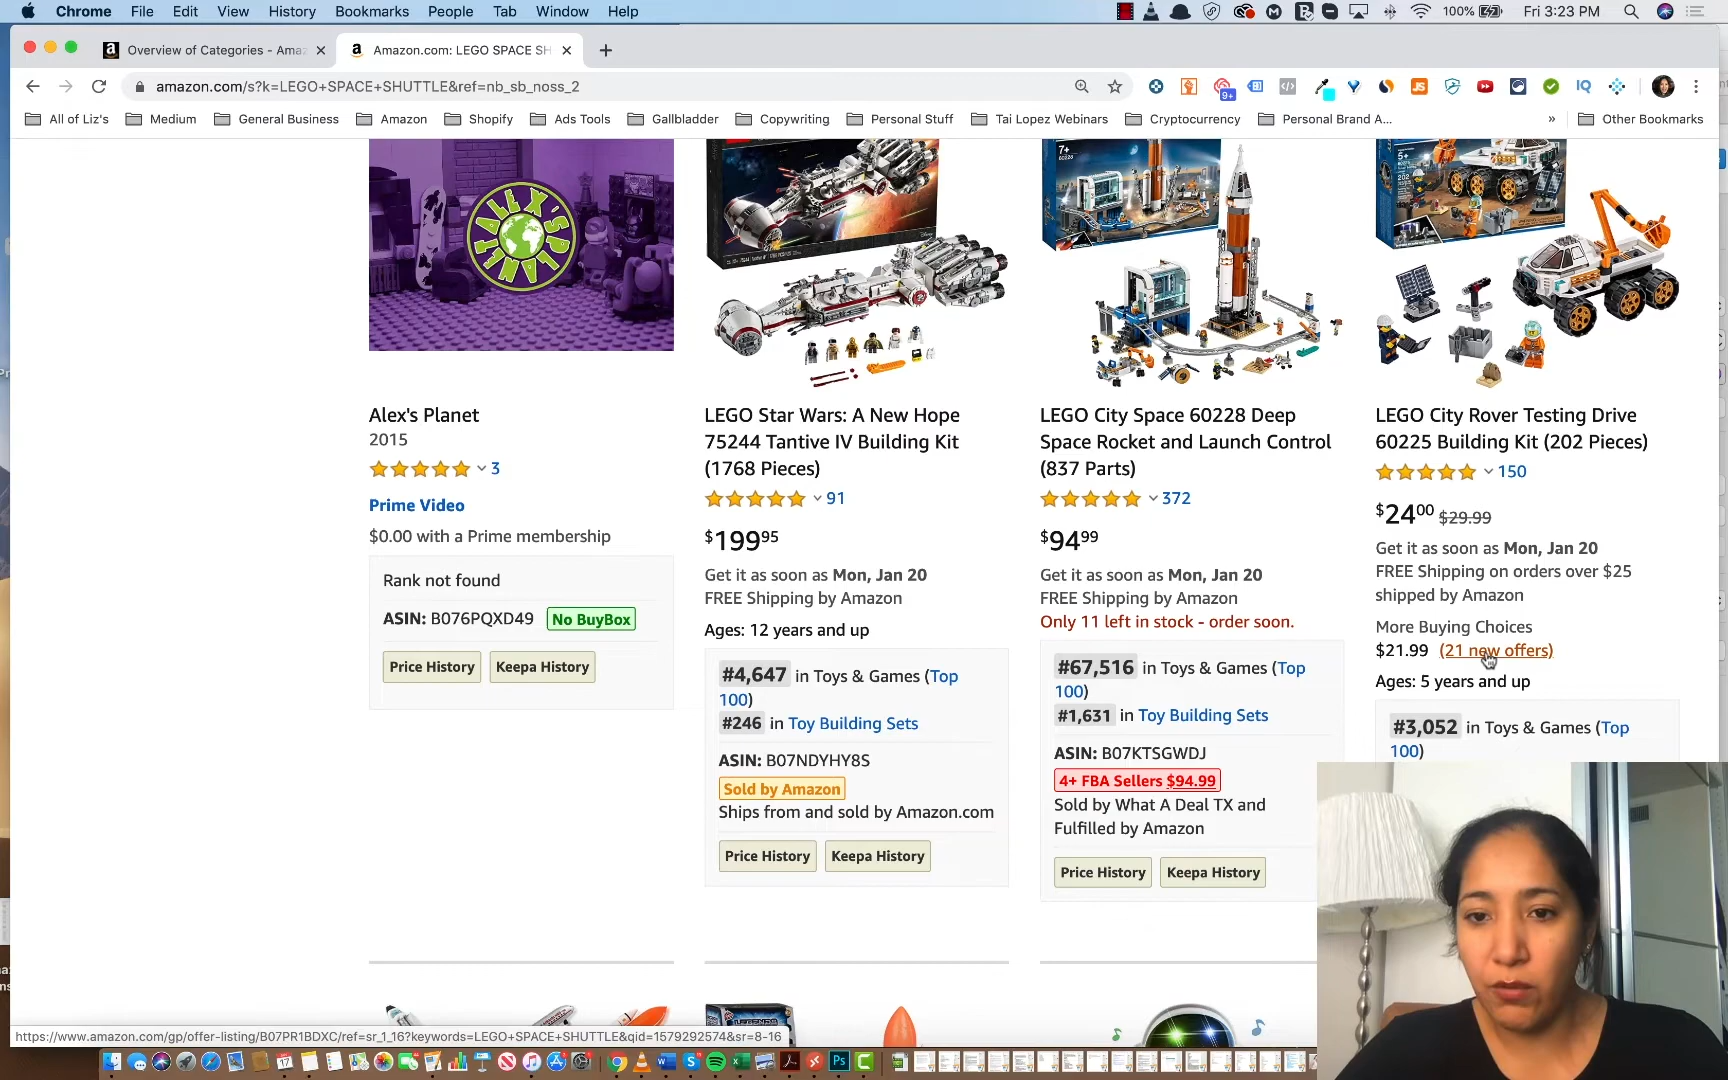 Chrome File Edit View History Bookmarks People Tab Window Help
100% Fri 3:23 PM
Overview of Categories - Ama
Amazon.com: LEGO SPACE SH
amazon.com/s?k=LEGO+SPACE+SHUTTLE&ref=nb_sb_noss_2
9+
JS
IQ
All of Liz's Medium General Business Amazon Shopify Ads Tools Gallbladder Copywriting Personal Stuff Tai Lopez Webinars Cryptocurrency Personal Brand A... » Other Bookmarks
ALEX'S PLANET
7+
60228
5+
202
Alex's Planet
2015
3
Prime Video
$0.00 with a Prime membership
Rank not found
ASIN: B076PQXD49 No BuyBox
Price History Keepa History
LEGO Star Wars: A New Hope
75244 Tantive IV Building Kit
(1768 Pieces)
91
$199 95
Get it as soon as Mon, Jan 20
FREE Shipping by Amazon
Ages: 12 years and up
#4,647 in Toys & Games (Top
100)
#246 in Toy Building Sets
ASIN: B07NDYHY8S
Sold by Amazon
Ships from and sold by Amazon.com
Price History Keepa History
LEGO City Space 60228 Deep
Space Rocket and Launch Control
(837 Parts)
372
$94 99
Get it as soon as Mon, Jan 20
FREE Shipping by Amazon
Only 11 left in stock - order soon.
#67,516 in Toys & Games (Top
100)
#1,631 in Toy Building Sets
ASIN: B07KTSGWDJ
4+ FBA Sellers $94.99
Sold by What A Deal TX and
Fulfilled by Amazon
Price History Keepa History
LEGO City Rover Testing Drive
60225 Building Kit (202 Pieces)
150
$24 00 $29.99
Get it as soon as Mon, Jan 20
FREE Shipping on orders over $25
shipped by Amazon
More Buying Choices
$21.99 (21 new offers)
Ages: 5 years and up
#3,052 in Toys & Games (Top
100)
https://www.amazon.com/gp/offer-listing/B07PR1BDXC/ref=sr_1_16?keywords=LEGO+SPACE+SHUTTLE&qid=1579292574&sr=8-16
17
Ps